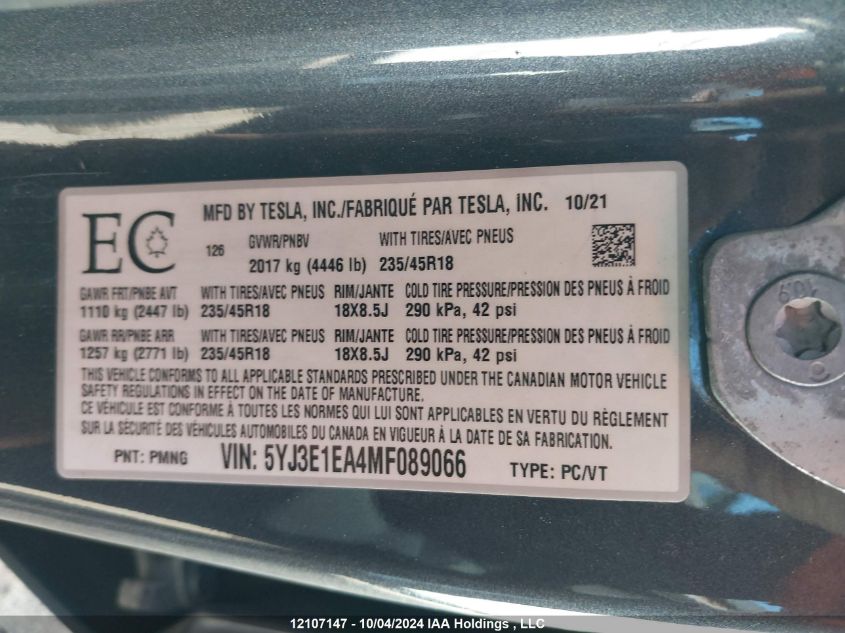 EC MFD BY TESLA, INC./FABRIQUÉ PAR TESLA, INC. 10/21
126 GVWR/PNBV WITH TIRES/AVEC PNEUS
2017 kg (4446 lb) 235/45R18
GAWR FRT/PNBE AVT WITH TIRES/AVEC PNEUS RIM/JANTE COLD TIRE PRESSURE/PRESSION DES PNEUS À FROID
1110 kg (2447 lb) 235/45R18 18X8.5J 290 kPa, 42 psi
GAWR RR/PNBE ARR WITH TIRES/AVEC PNEUS RIM/JANTE COLD TIRE PRESSURE/PRESSION DES PNEUS À FROID
1257 kg (2771 lb) 235/45R18 18X8.5J 290 kPa, 42 psi
THIS VEHICLE CONFORMS TO ALL APPLICABLE STANDARDS PRESCRIBED UNDER THE CANADIAN MOTOR VEHICLE
SAFETY REGULATIONS IN EFFECT ON THE DATE OF MANUFACTURE.
CE VÉHICULE EST CONFORME À TOUTES LES NORMES QUI LUI SONT APPLICABLES EN VERTU DU RÈGLEMENT
SUR LA SÉCURITÉ DES VÉHICULES AUTOMOBILES DU CANADA EN VIGUEUR À LA DATE DE SA FABRICATION.
PNT: PMNG VIN: 5YJ3E1EA4MF089066 TYPE: PC/VT
12107147 - 10/04/2024 IAA Holdings , LLC